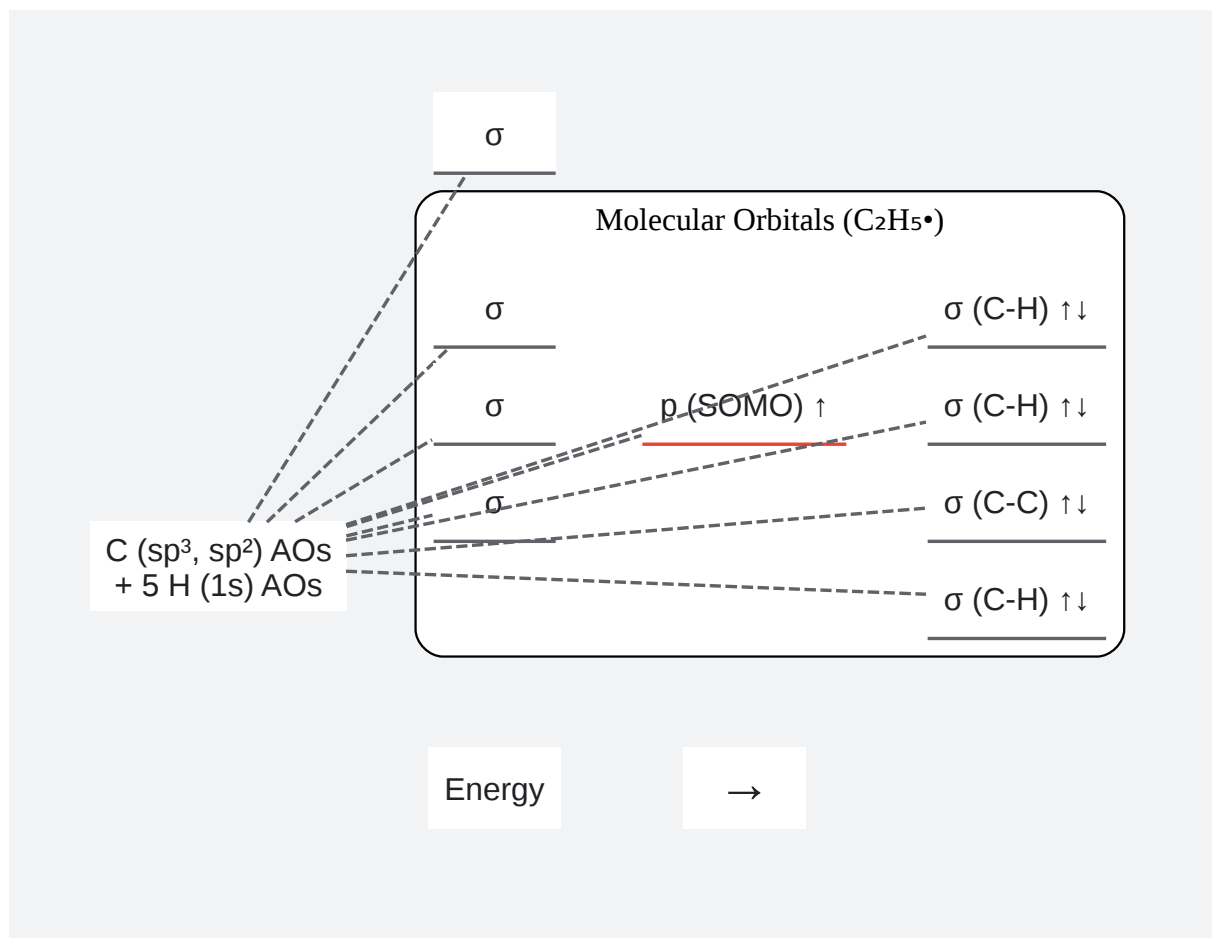 σ
Molecular Orbitals (C₂H₅•)
σ
σ (C-H) ↑↓
σ
p (SOMO) ↑
σ (C-H) ↑↓
σ
σ (C-C) ↑↓
C (sp³, sp²) AOs
+ 5 H (1s) AOs
σ (C-H) ↑↓
Energy
→